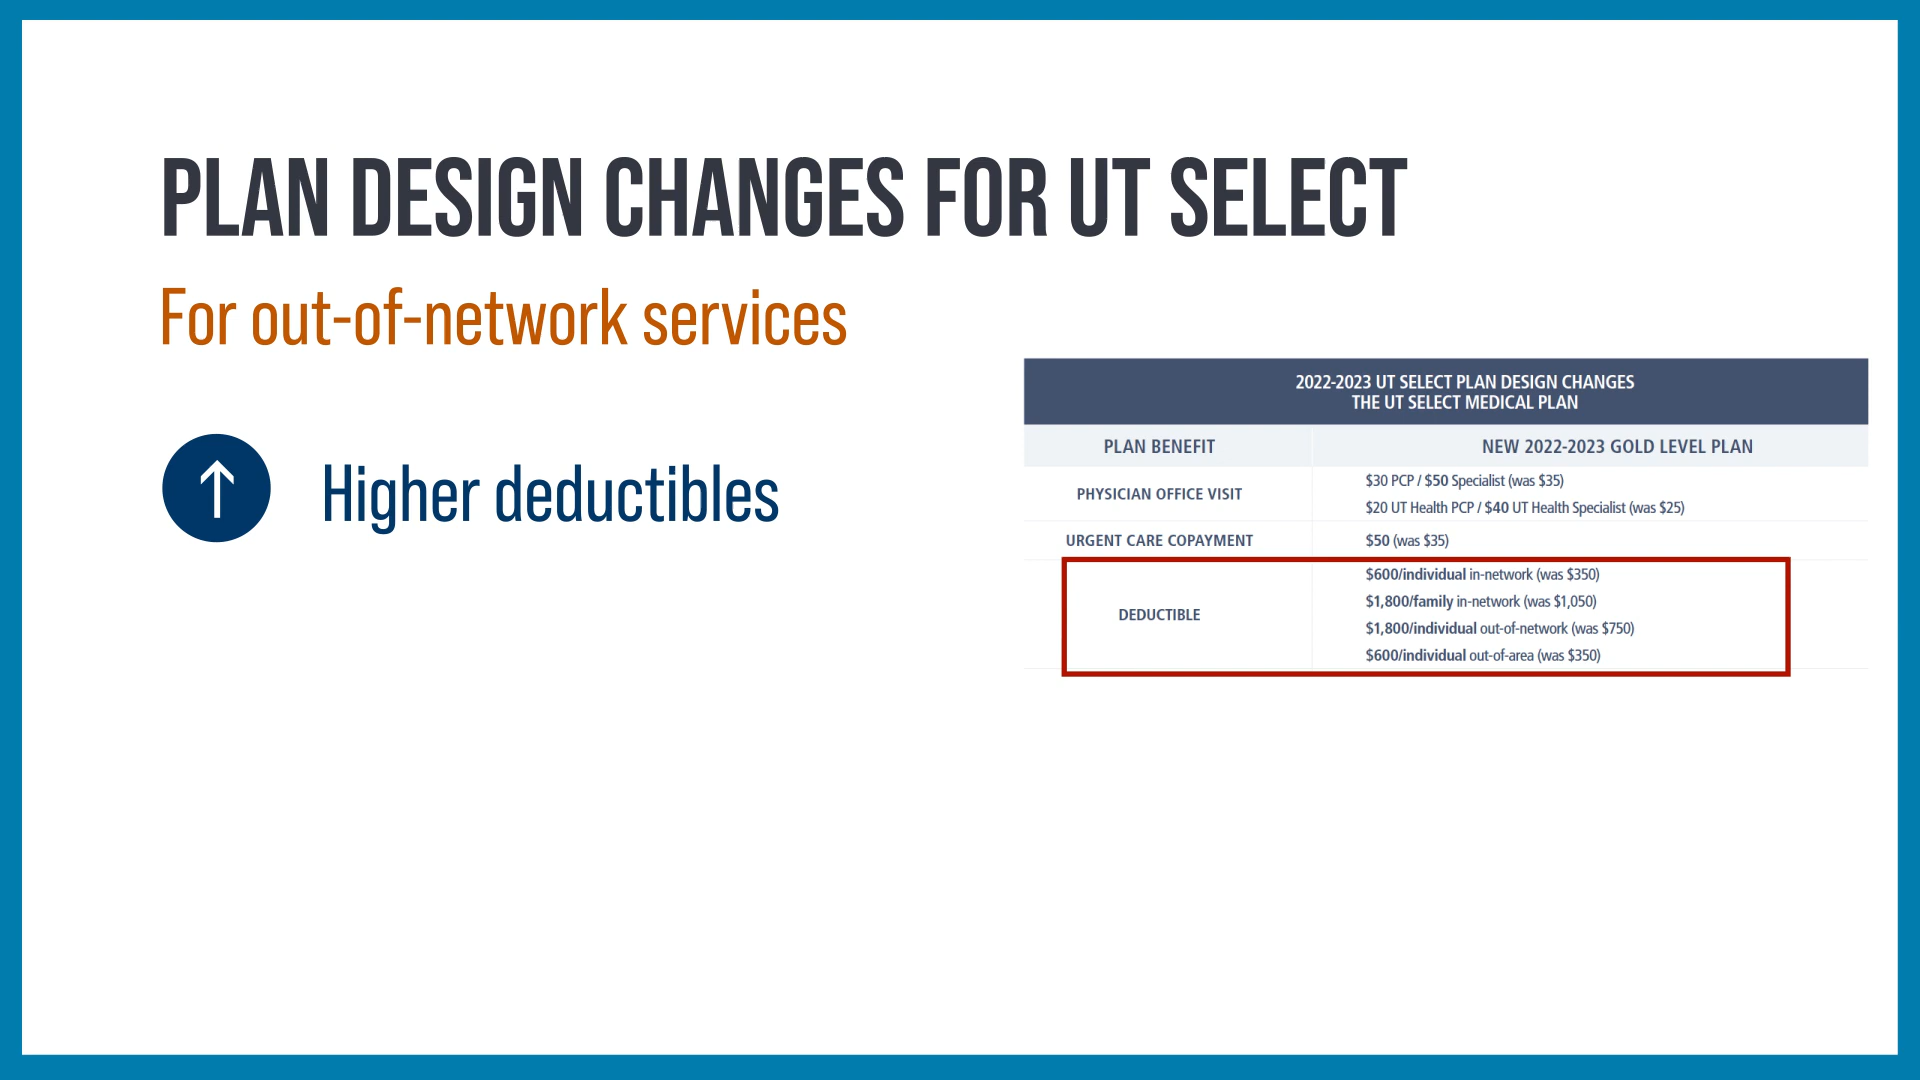 PLAN DESIGN CHANGES FOR UT SELECT
For out-of-network services
Higher deductibles
2022-2023 UT SELECT PLAN DESIGN CHANGES
THE UT SELECT MEDICAL PLAN
PLAN BENEFIT
NEW 2022-2023 GOLD LEVEL PLAN
PHYSICIAN OFFICE VISIT
$30 PCP / $50 Specialist (was $35)
$20 UT Health PCP / $40 UT Health Specialist (was $25)
URGENT CARE COPAYMENT
$50 (was $35)
DEDUCTIBLE
$600/individual in-network (was $350)
$1,800/family in-network (was $1,050)
$1,800/individual out-of-network (was $750)
$600/individual out-of-area (was $350)